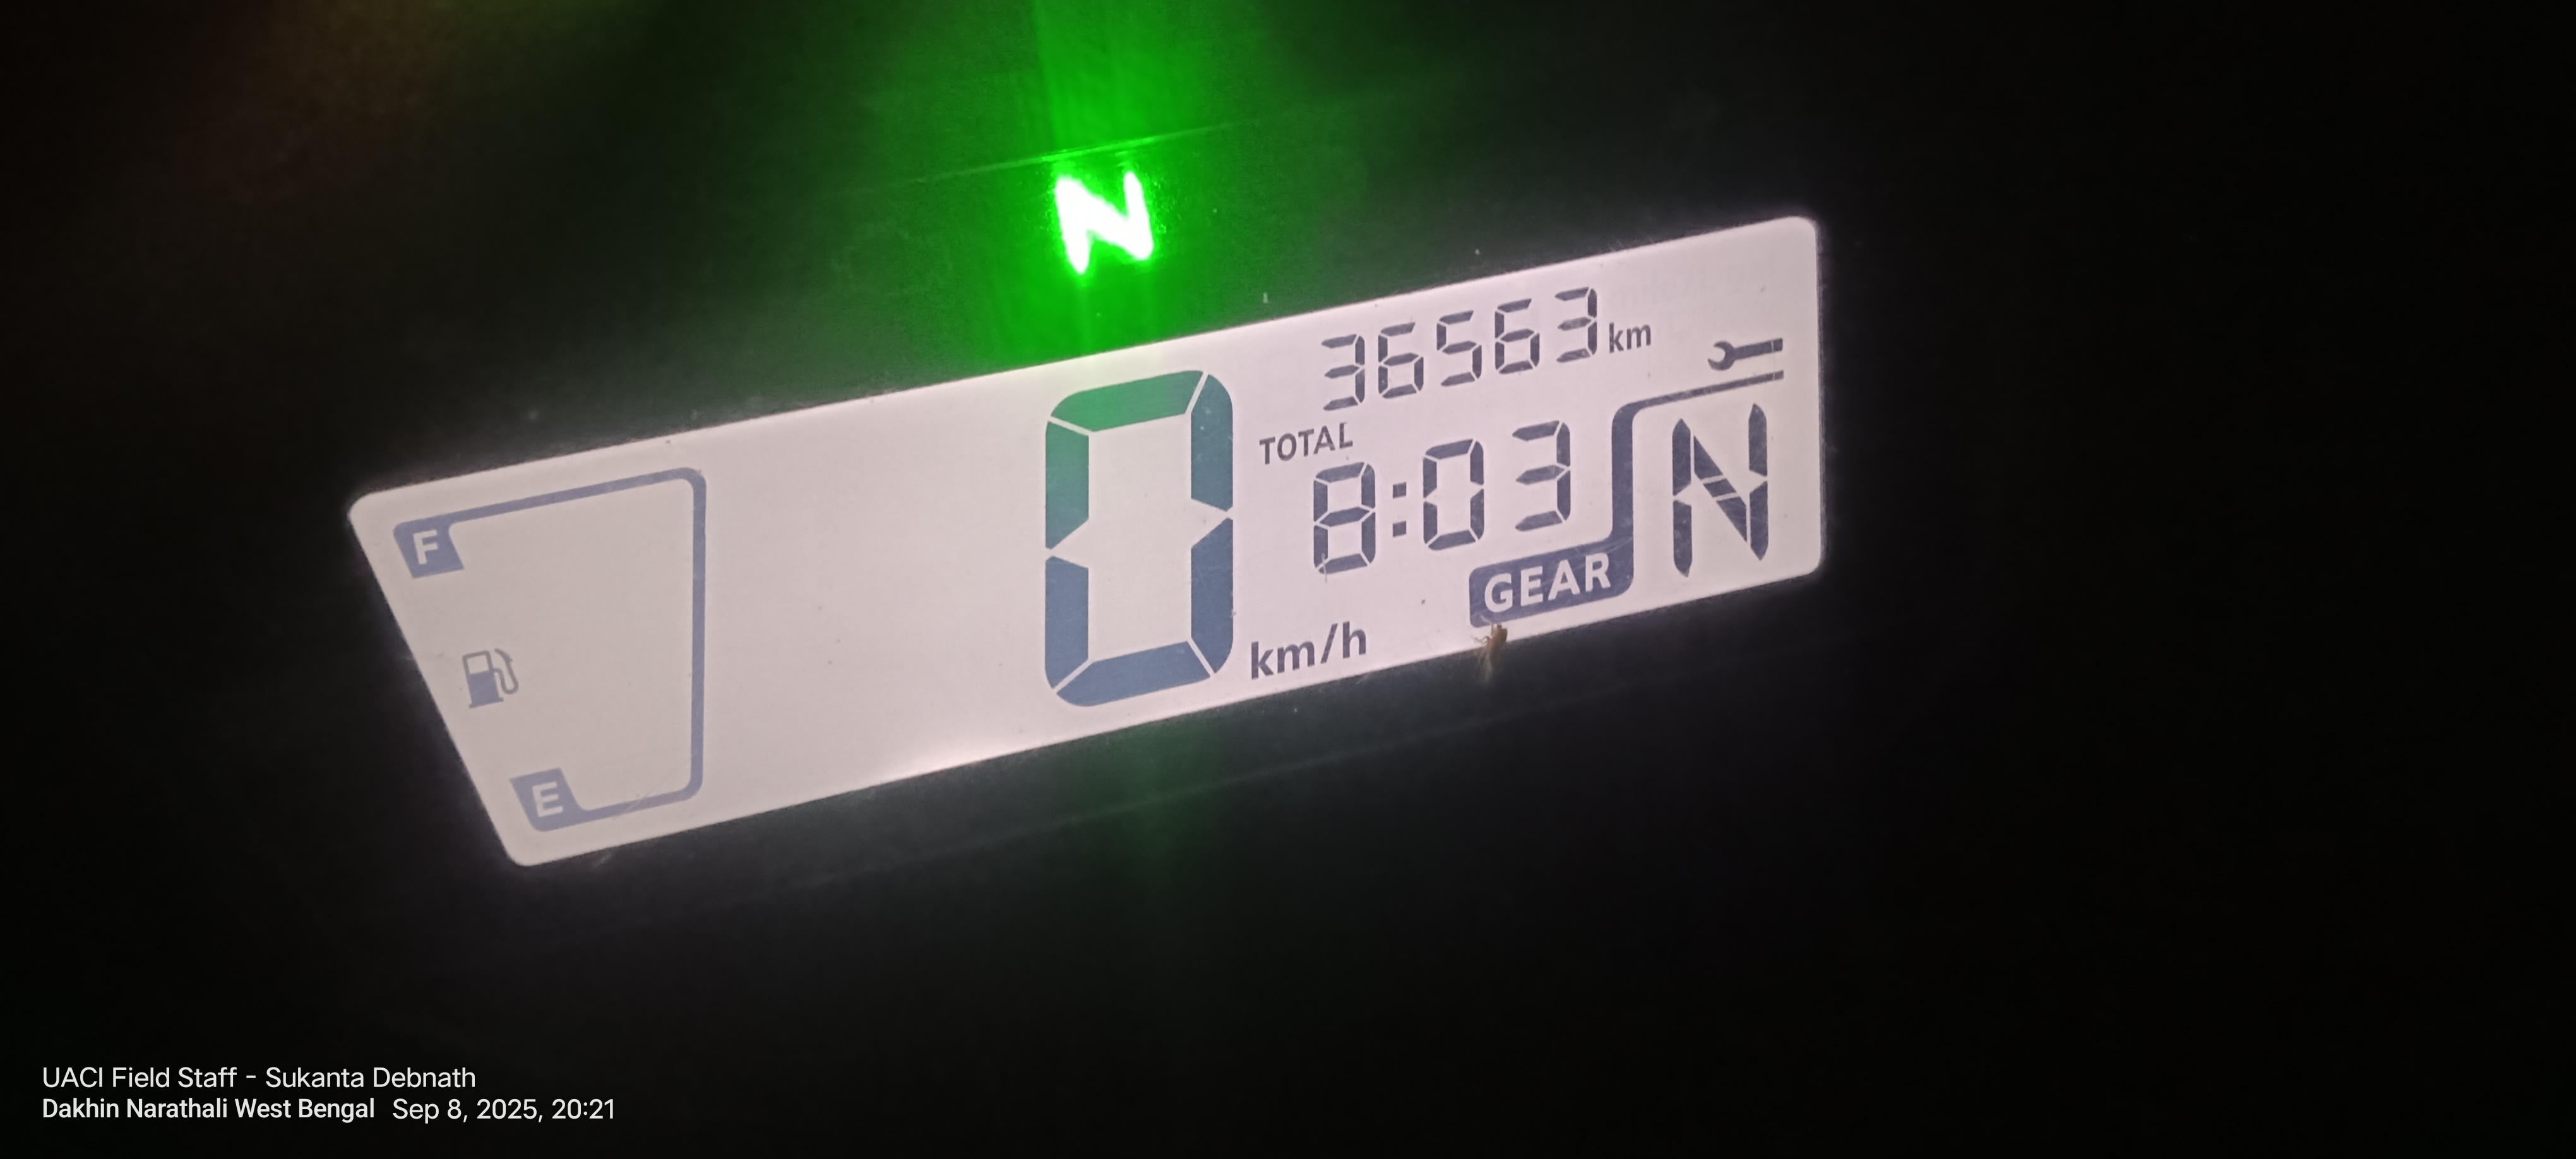 N
36563 km
TOTAL
8:03
N
F
0 km/h
GEAR
E
UACI Field Staff - Sukanta Debnath
Dakhin Narathali West Bengal Sep 8, 2025, 20:21